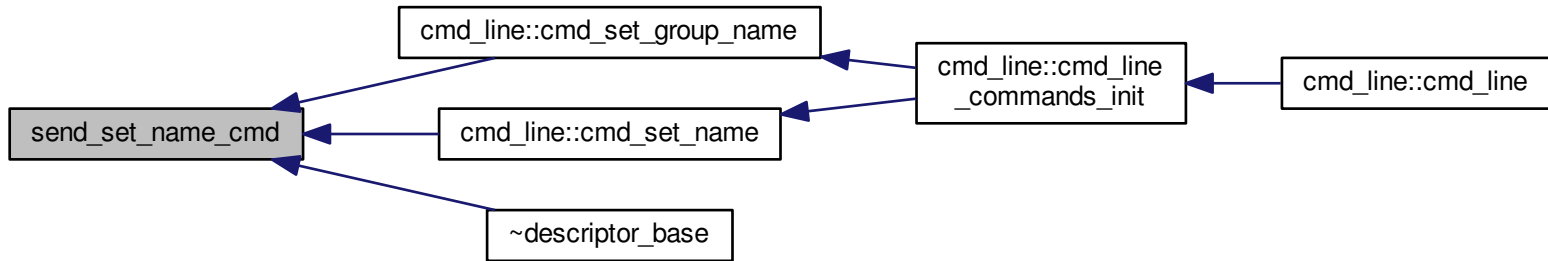 cmd_line::cmd_set_group_name
cmd_line::cmd_line
_commands_init
cmd_line::cmd_line
send_set_name_cmd
cmd_line::cmd_set_name
~descriptor_base